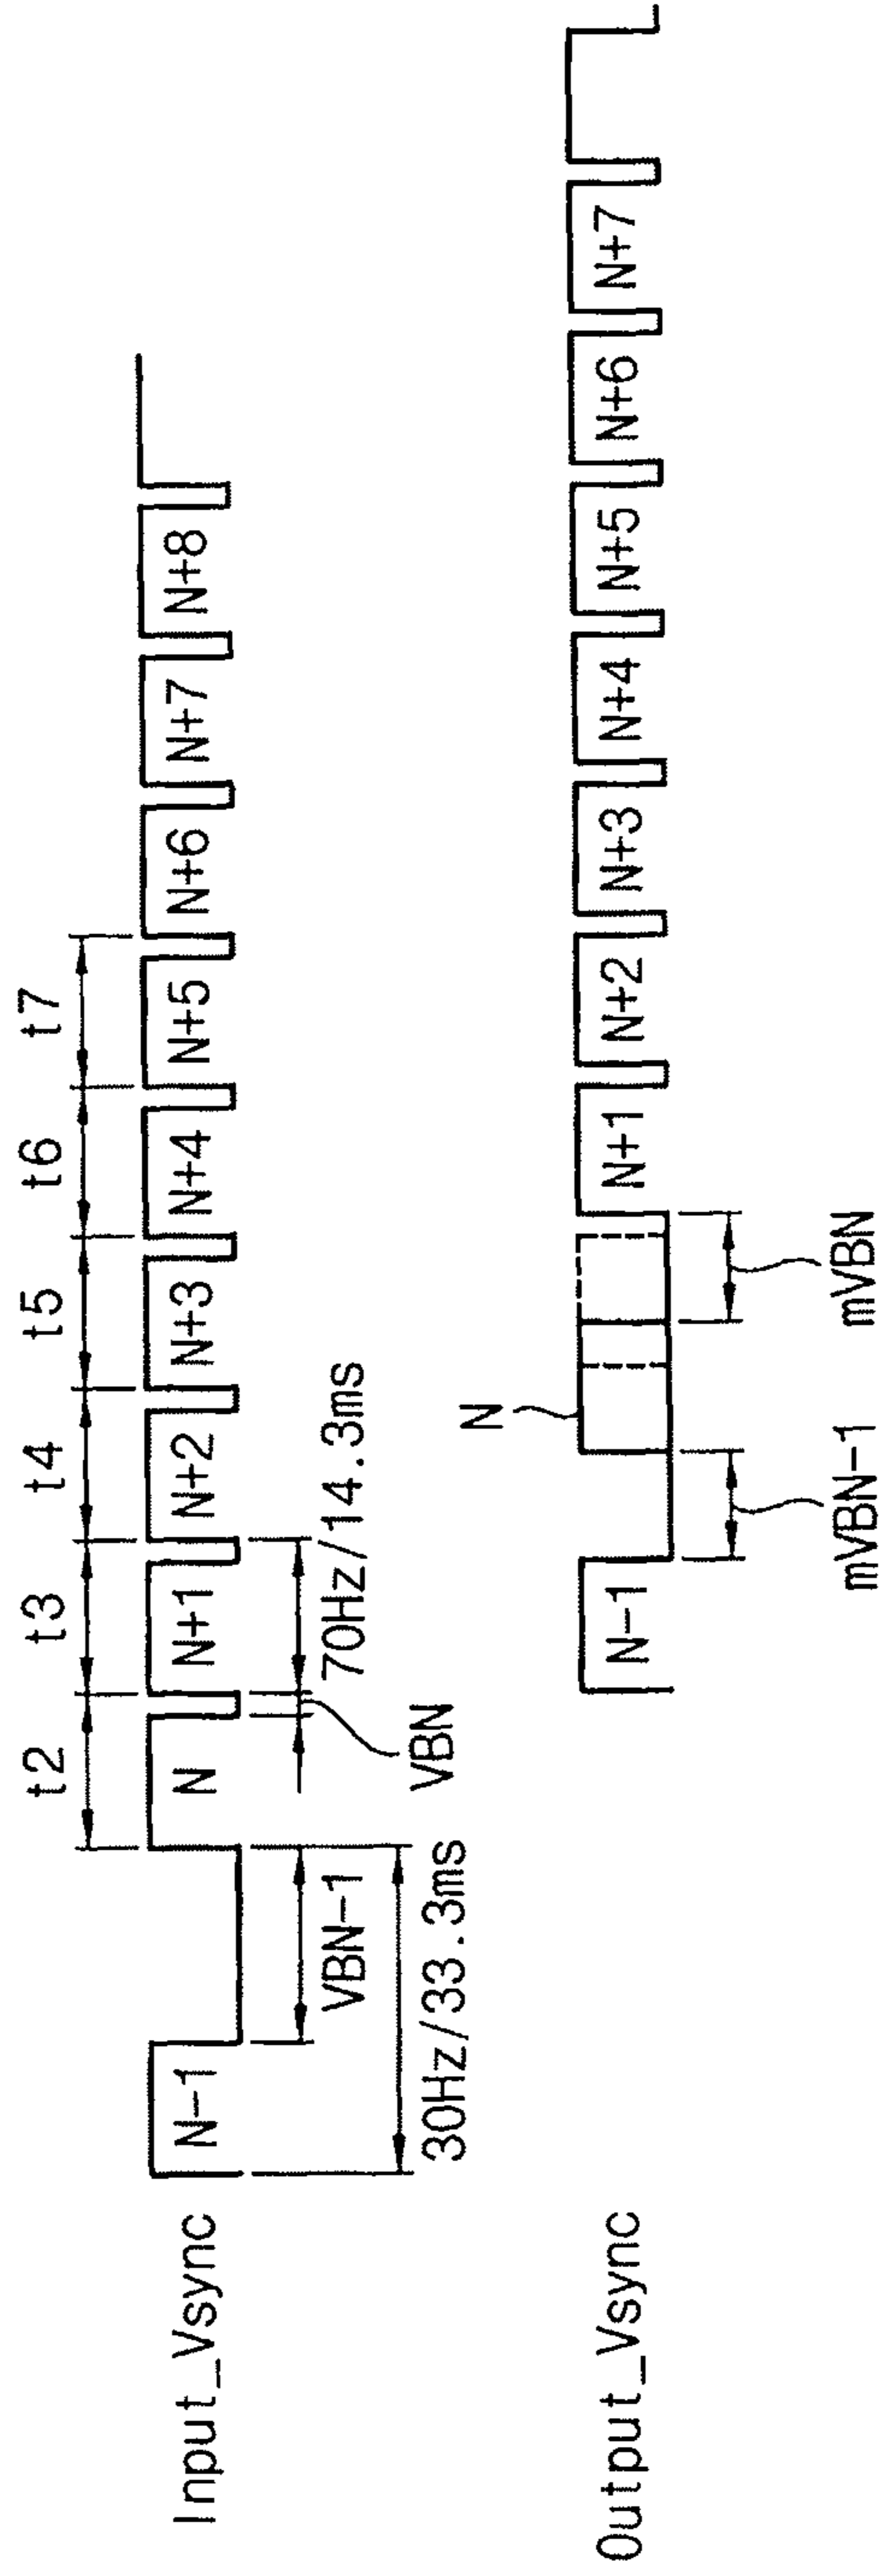 t2 t3 t4 t5 t6 t7
Input_Vsync
N-1 N N+1 N+2 N+3 N+4 N+5 N+6 N+7 N+8
VBN-1
VBN
70Hz/14.3ms
30Hz/33.3ms
N
Output_Vsync
N-1 N+1 N+2 N+3 N+4 N+5 N+6 N+7
mVBN-1
mVBN